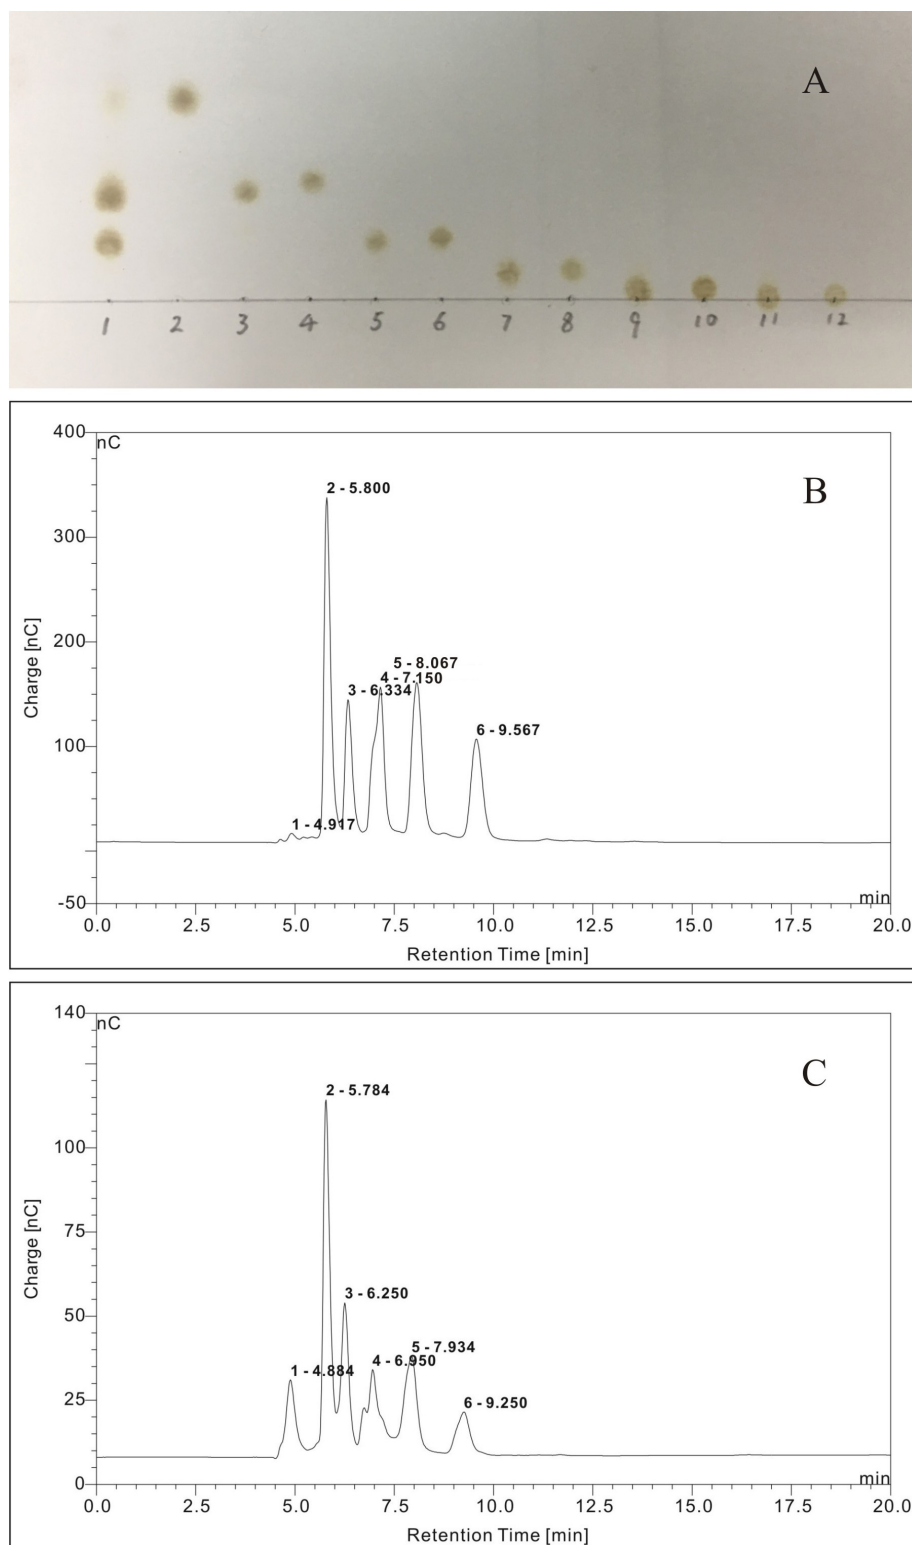 A
1 2 3 4 5 6 7 8 9 10 11 12
400
nC
B
2 - 5.800
300
Charge [nC]
200
5 - 8.067
4 - 7.150
3 - 6.334
6 - 9.567
100
1 - 4.917
-50
min
0.0 2.5 5.0 7.5 10.0 12.5 15.0 17.5 20.0
Retention Time [min]
140
nC
C
2 - 5.784
100
Charge [nC]
75
3 - 6.250
50
5 - 7.934
4 - 6.950
1 - 4.884
6 - 9.250
25
0
min
0.0 2.5 5.0 7.5 10.0 12.5 15.0 17.5 20.0
Retention Time [min]